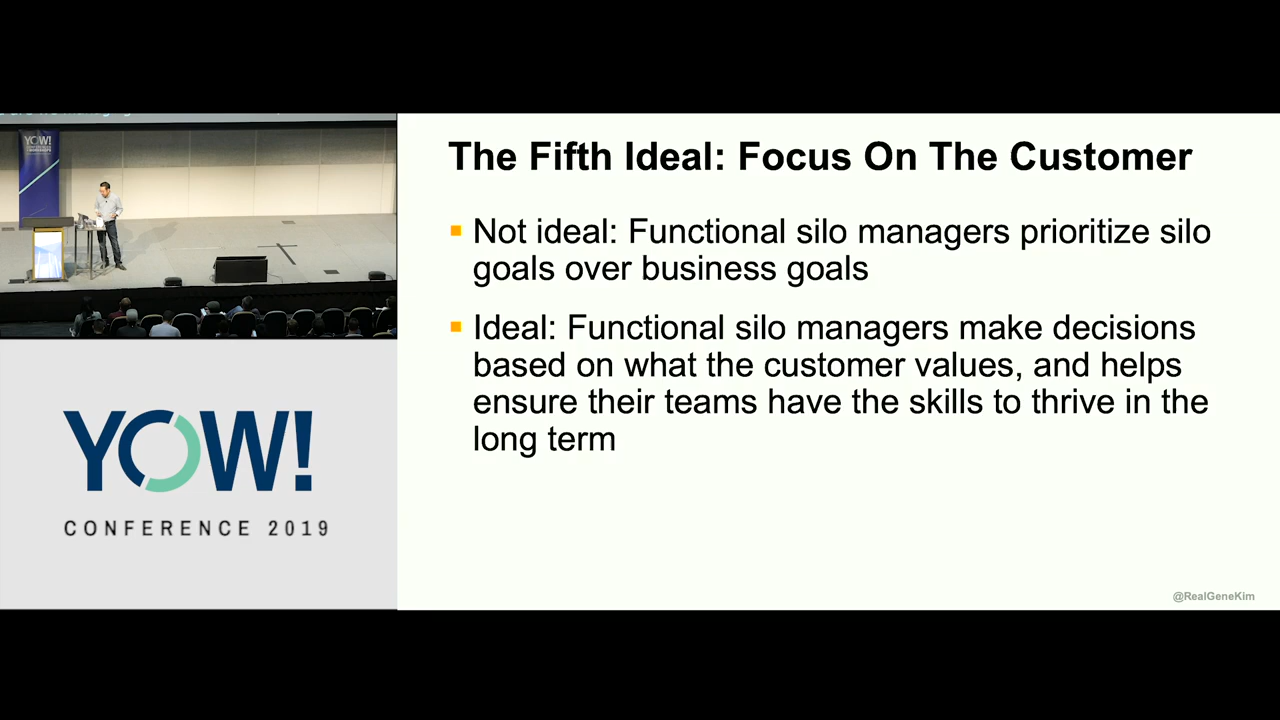 YOW!
The Fifth Ideal: Focus On The Customer
Not ideal: Functional silo managers prioritize silo
goals over business goals
Ideal: Functional silo managers make decisions
based on what the customer values, and helps
ensure their teams have the skills to thrive in the
long term
YOW!
CONFERENCE 2019
@RealGeneKim